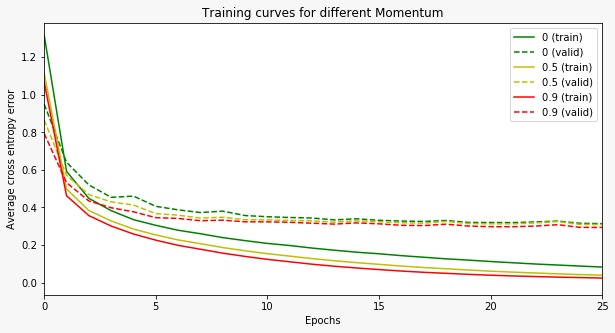 Training curves for different Momentum
Average cross entropy error
1.2
1.0
0.8
0.6
0.4
0.2
0.0
0 (train)
0 (valid)
0.5 (train)
0.5 (valid)
0.9 (train)
0.9 (valid)
0 5 10 15 20 25
Epochs